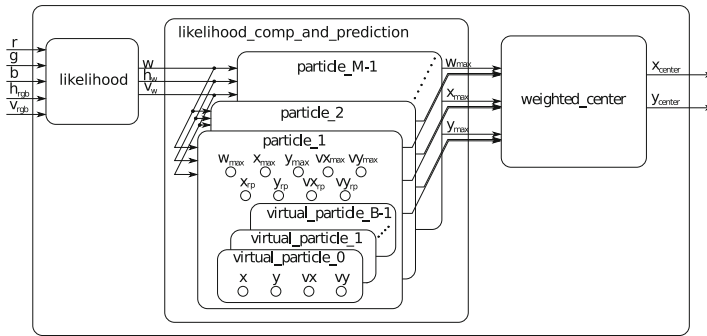 likelihood_comp_and_prediction
r
g
b
h_rgb
v_rgb
likelihood
w
h_w
v_w
particle_M-1
particle_2
particle_1
w_max x_max y_max vx_max vy_max
x_rp y_rp vx_rp vy_rp
virtual_particle_B-1
virtual_particle_1
virtual_particle_0
x y vx vy
w_max
x_max
y_max
weighted_center
x_center
y_center